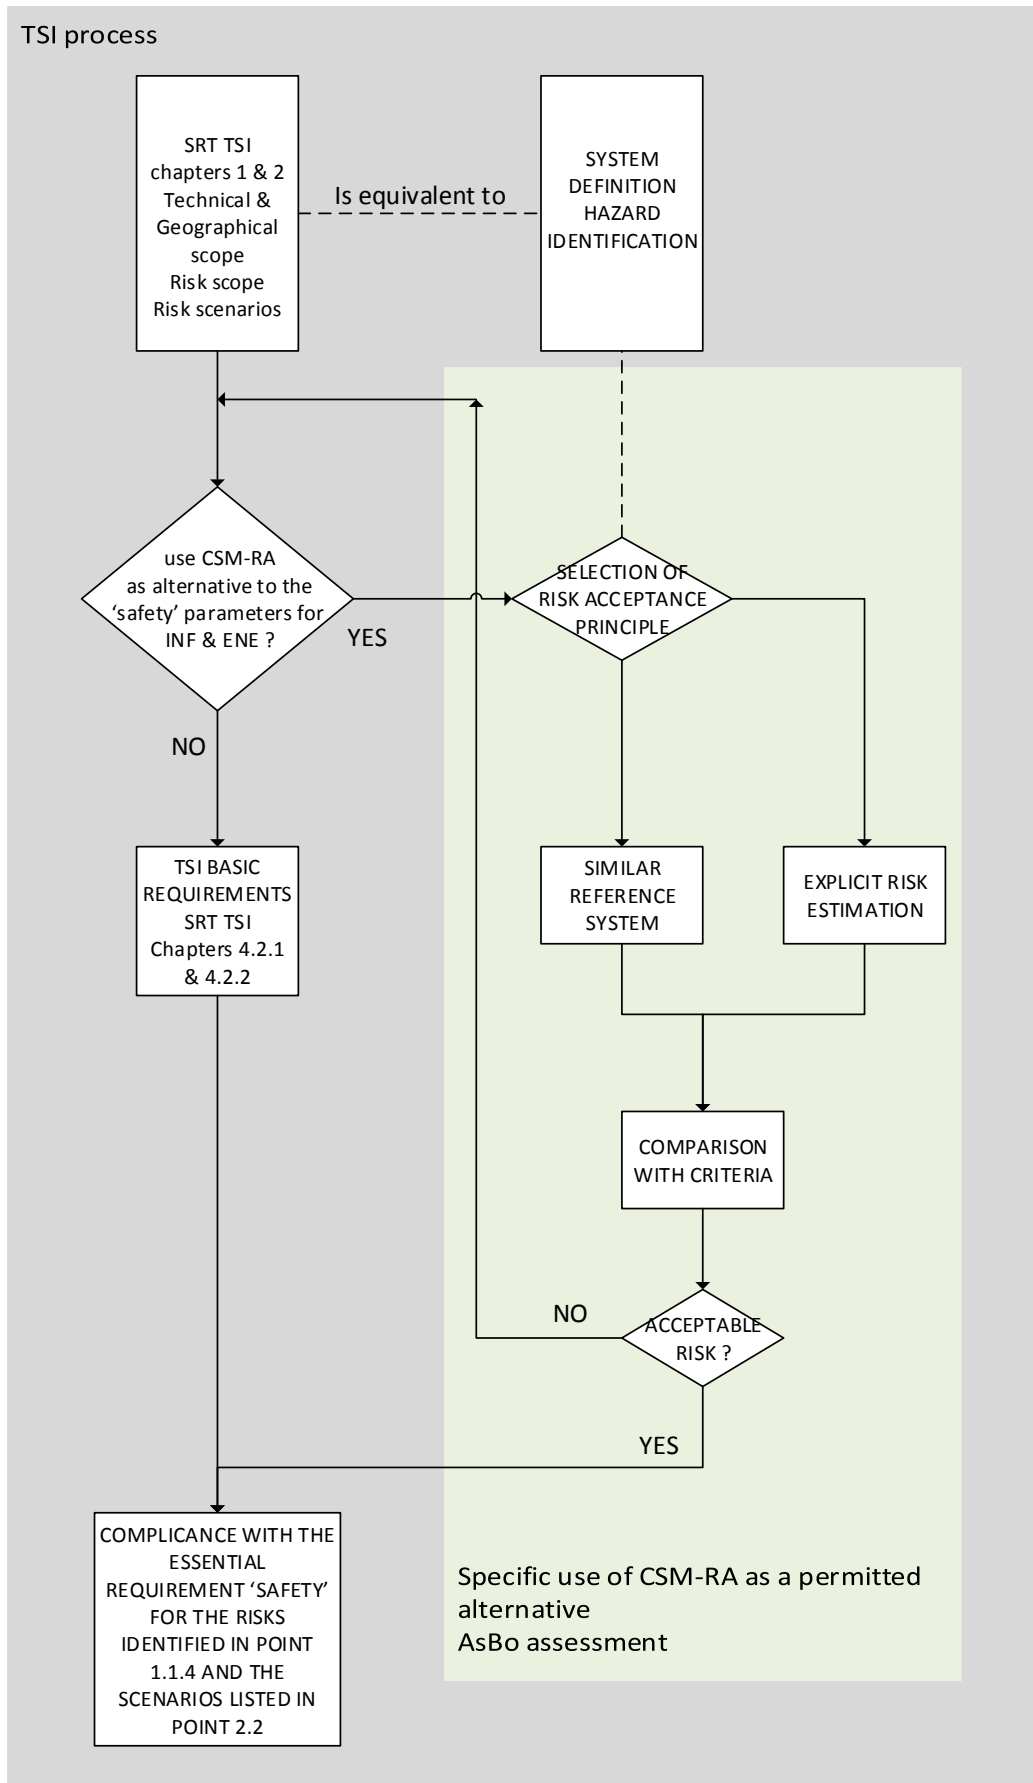 TSI process
SRT TSI
chapters 1 & 2
Technical &
Geographical
scope
Risk scope
Risk scenarios
Is equivalent to
SYSTEM
DEFINITION
HAZARD
IDENTIFICATION
use CSM-RA
as alternative to the
‘safety’ parameters for
INF & ENE ?
YES
NO
SELECTION OF
RISK ACCEPTANCE
PRINCIPLE
TSI BASIC
REQUIREMENTS
SRT TSI
Chapters 4.2.1
& 4.2.2
SIMILAR
REFERENCE
SYSTEM
EXPLICIT RISK
ESTIMATION
COMPARISON
WITH CRITERIA
NO
ACCEPTABLE
RISK ?
YES
COMPLICANCE WITH THE
ESSENTIAL
REQUIREMENT ‘SAFETY’
FOR THE RISKS
IDENTIFIED IN POINT
1.1.4 AND THE
SCENARIOS LISTED IN
POINT 2.2
Specific use of CSM-RA as a permitted
alternative
AsBo assessment